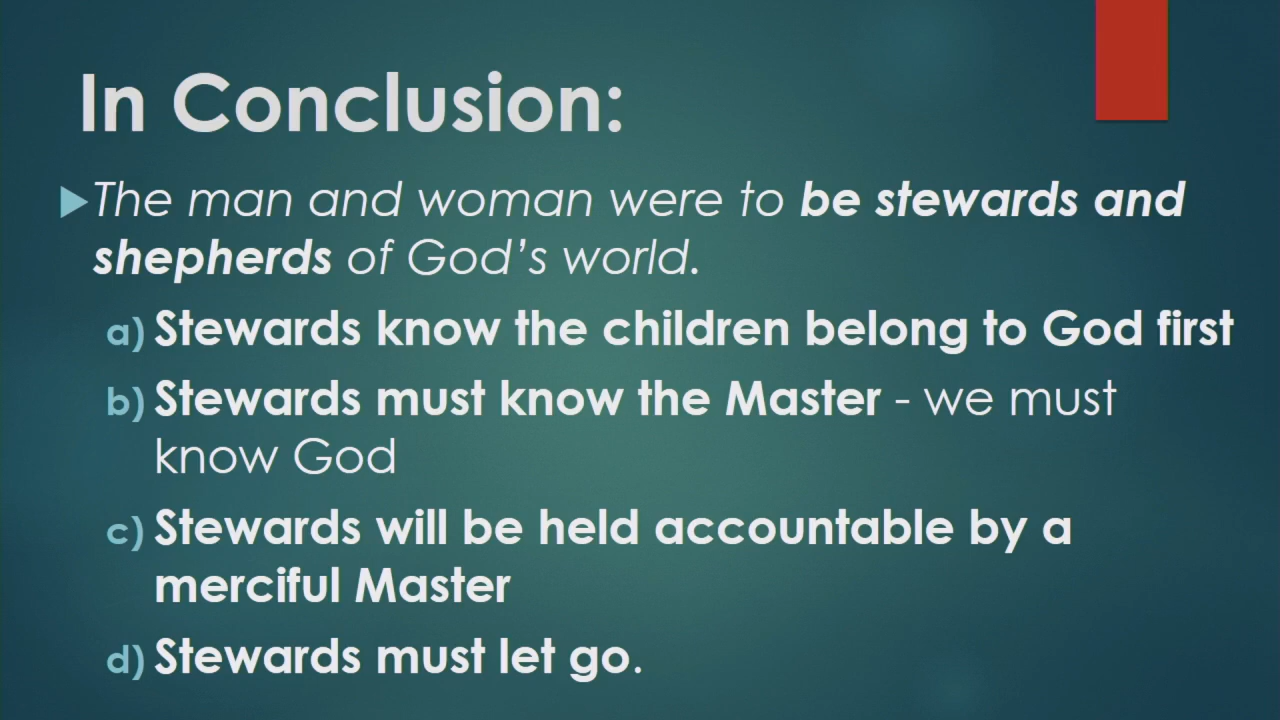 In Conclusion:
The man and woman were to be stewards and
shepherds of God’s world.
a) Stewards know the children belong to God first
b) Stewards must know the Master - we must
know God
c) Stewards will be held accountable by a
merciful Master
d) Stewards must let go.